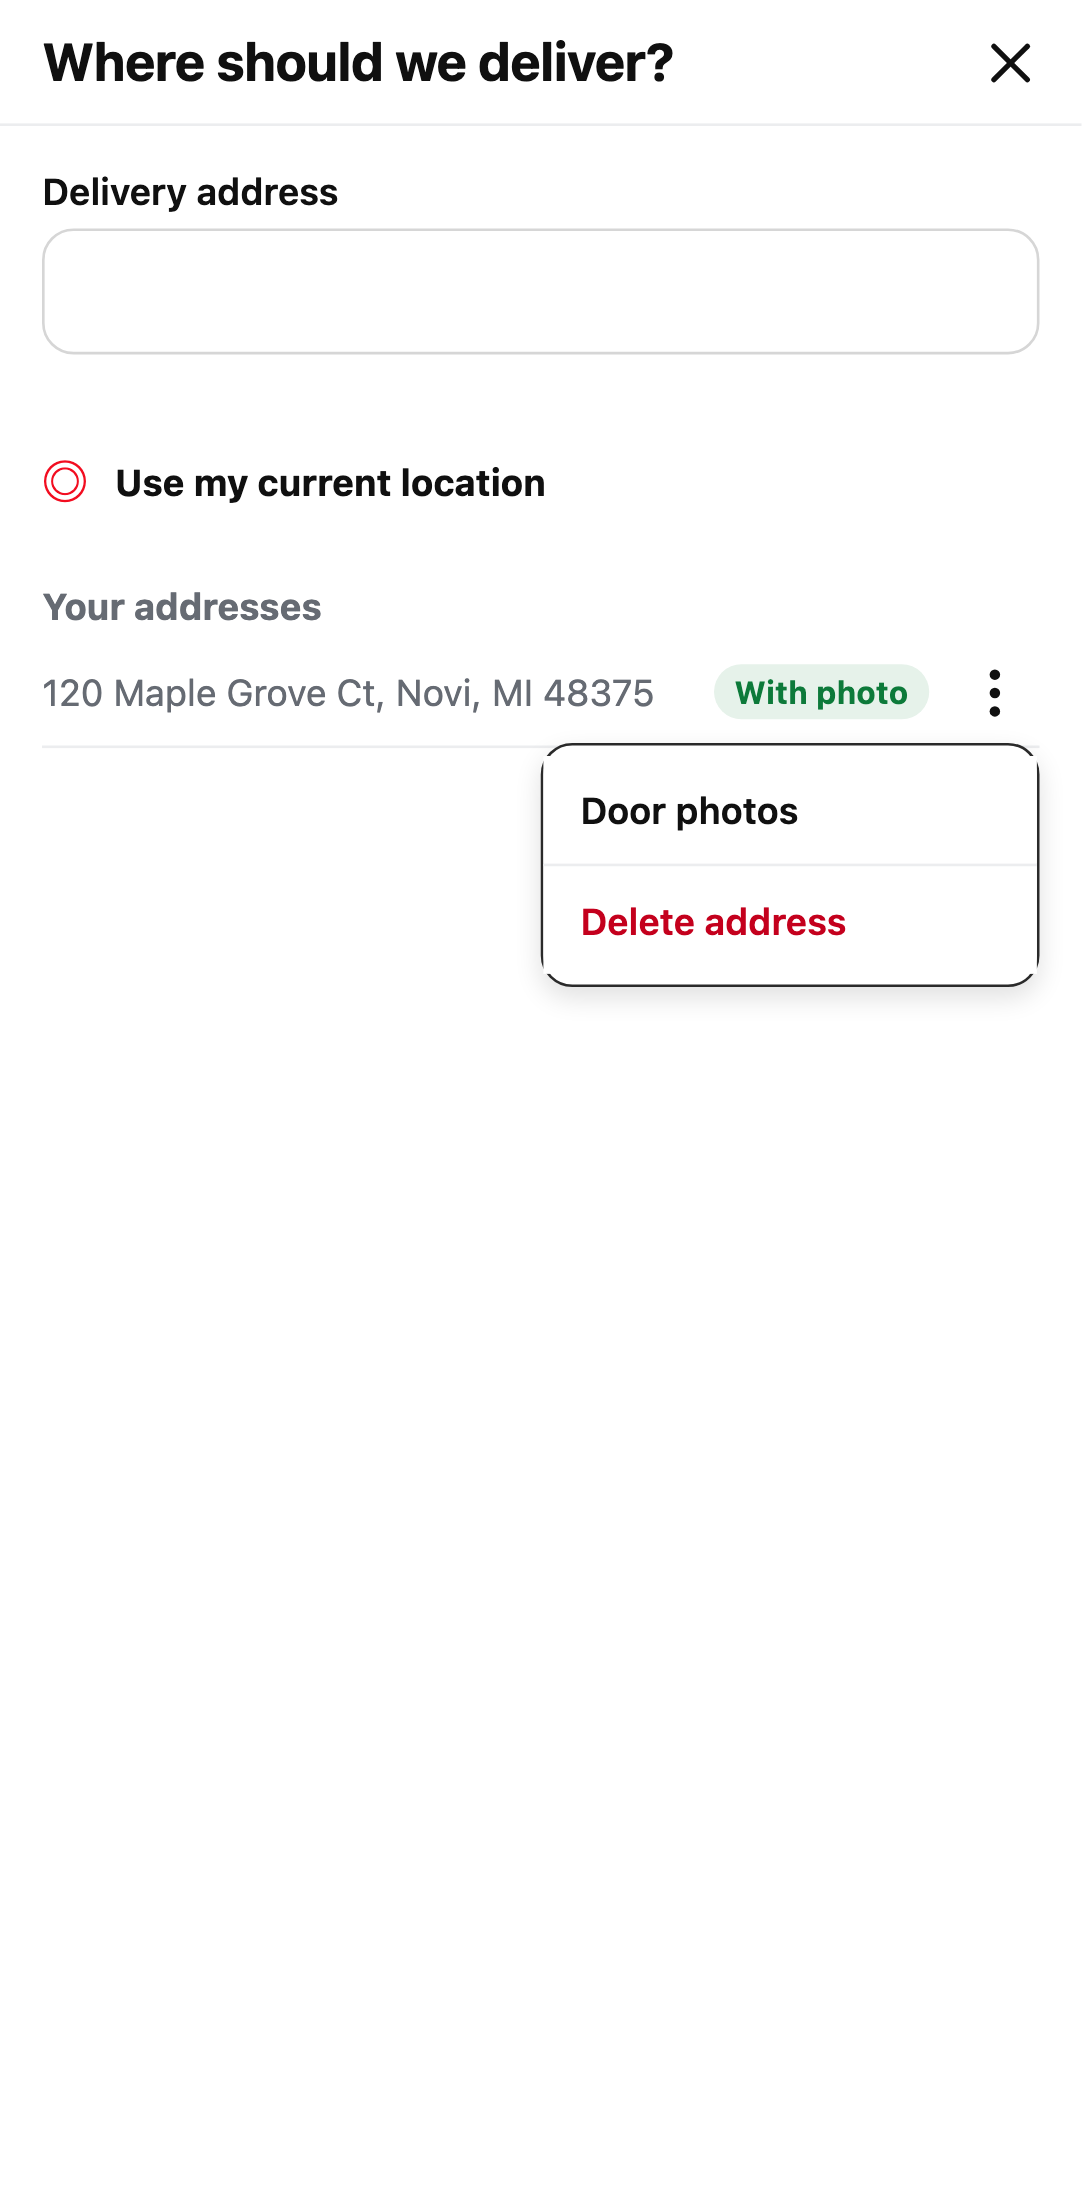 Where should we deliver?
Delivery address
Use my current location
Your addresses
120 Maple Grove Ct, Novi, MI 48375 With photo
Door photos
Delete address